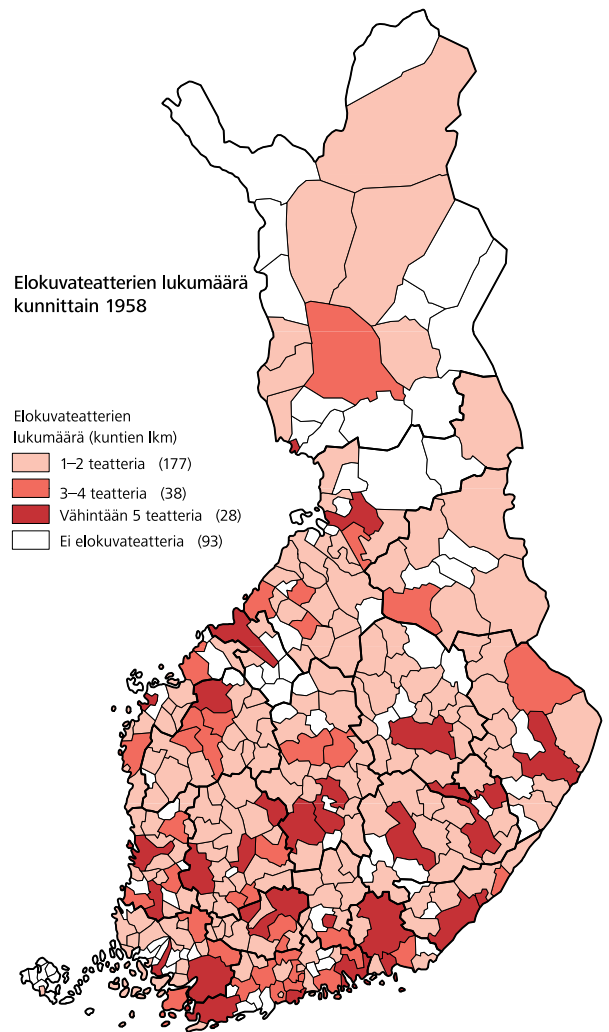 Elokuvateatterien lukumäärä
kunnittain 1958
Elokuvateatterien
lukumäärä (kuntien lkm)
1–2 teatteria (177)
3–4 teatteria (38)
Vähintään 5 teatteria (28)
Ei elokuvateatteria (93)